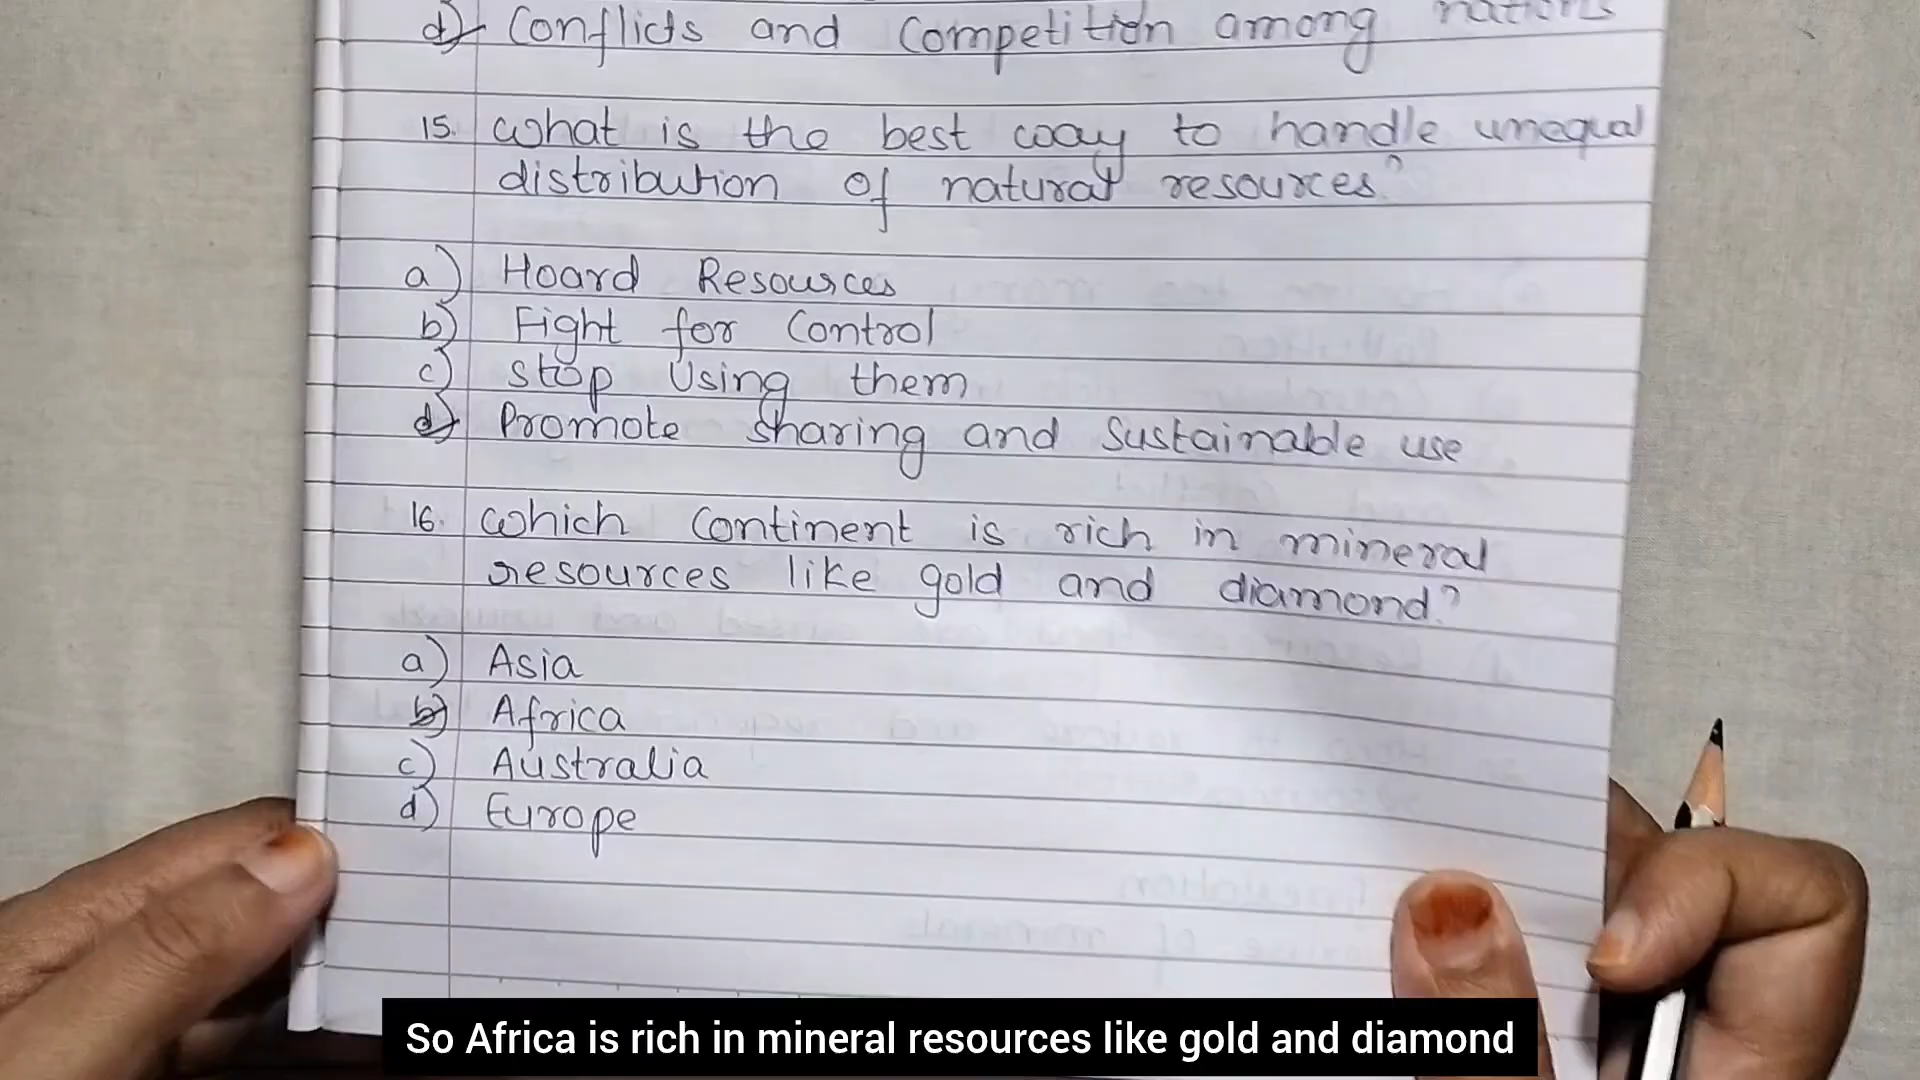 d) Conflicts and Competition among nations
15. What is the best way to handle unequal
distribution of natural resources?
a) Hoard Resources
b) Fight for Control
c) Stop Using them
d) Promote sharing and Sustainable use
16. Which Continent is rich in mineral
resources like gold and diamond?
a) Asia
b) Africa
c) Australia
d) Europe
So Africa is rich in mineral resources like gold and diamond